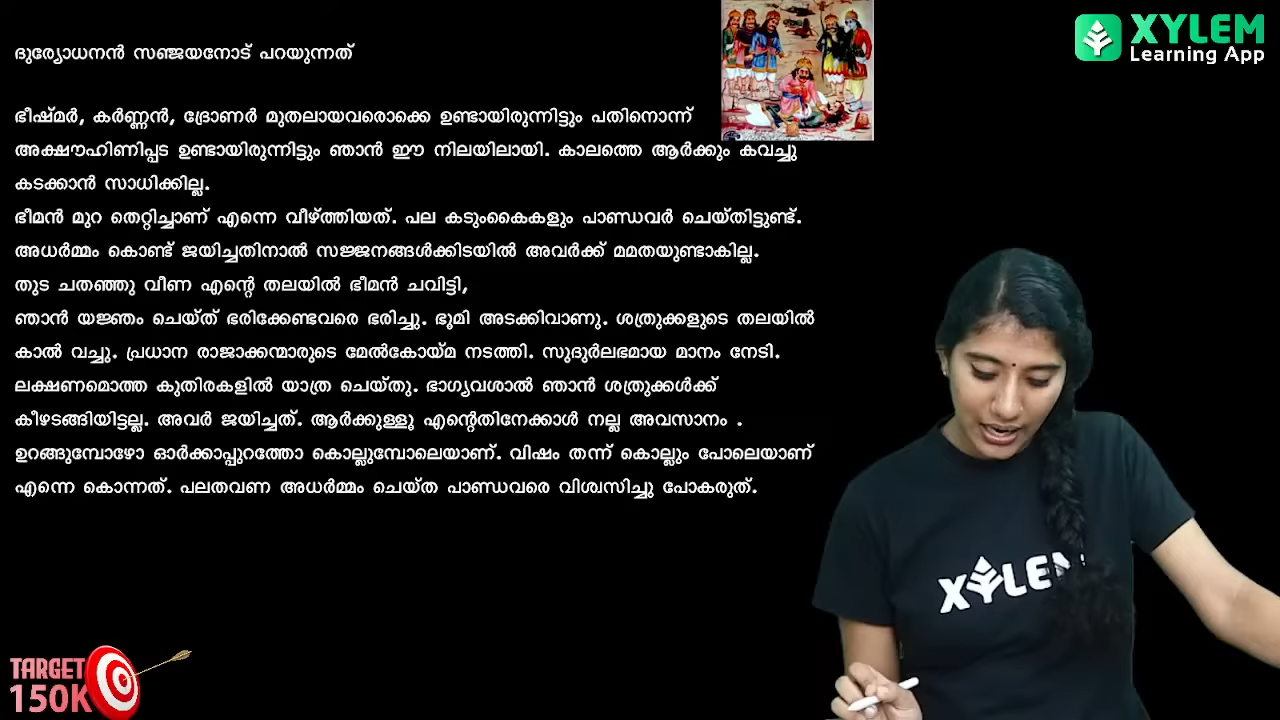 ദുര്യോധനൻ സഞ്ജയനോട് പറയുന്നത്
XYLEM
Learning App
ഭീഷ്മർ, കർണ്ണൻ, ദ്രോണർ മുതലായവരൊക്കെ ഉണ്ടായിരുന്നിട്ടും പതിനൊന്ന്
അക്ഷൗഹിണിപ്പട ഉണ്ടായിരുന്നിട്ടും ഞാൻ ഈ നിലയിലായി. കാലത്തെ ആർക്കും കവച്ചു
കടക്കാൻ സാധിക്കില്ല.
ഭീമൻ മുറ തെറ്റിച്ചാണ് എന്നെ വീഴ്ത്തിയത്. പല കടുംകൈകളും പാണ്ഡവർ ചെയ്തിട്ടുണ്ട്.
അധർമ്മം കൊണ്ട് ജയിച്ചതിനാൽ സജ്ജനങ്ങൾക്കിടയിൽ അവർക്ക് മമതയുണ്ടാകില്ല.
തുട ചതഞ്ഞു വീണ എന്റെ തലയിൽ ഭീമൻ ചവിട്ടി,
ഞാൻ യജ്ഞം ചെയ്ത് ഭരിക്കേണ്ടവരെ ഭരിച്ചു. ഭൂമി അടക്കിവാണു. ശത്രുക്കളുടെ തലയിൽ
കാൽ വച്ചു. പ്രധാന രാജാക്കന്മാരുടെ മേൽകോയ്മ നടത്തി. സുദുർലഭമായ മാനം നേടി.
ലക്ഷണമൊത്ത കുതിരകളിൽ യാത്ര ചെയ്തു. ഭാഗ്യവശാൽ ഞാൻ ശത്രുക്കൾക്ക്
കീഴടങ്ങിയിട്ടല്ല. അവർ ജയിച്ചത്. ആർക്കുള്ളൂ എന്റെതിനേക്കാൾ നല്ല അവസാനം .
ഉറങ്ങുമ്പോഴോ ഓർക്കാപ്പുറത്തോ കൊല്ലുമ്പോലെയാണ്. വിഷം തന്ന് കൊല്ലും പോലെയാണ്
എന്നെ കൊന്നത്. പലതവണ അധർമ്മം ചെയ്ത പാണ്ഡവരെ വിശ്വസിച്ചു പോകരുത്.
XYLEM
TARGET
150K